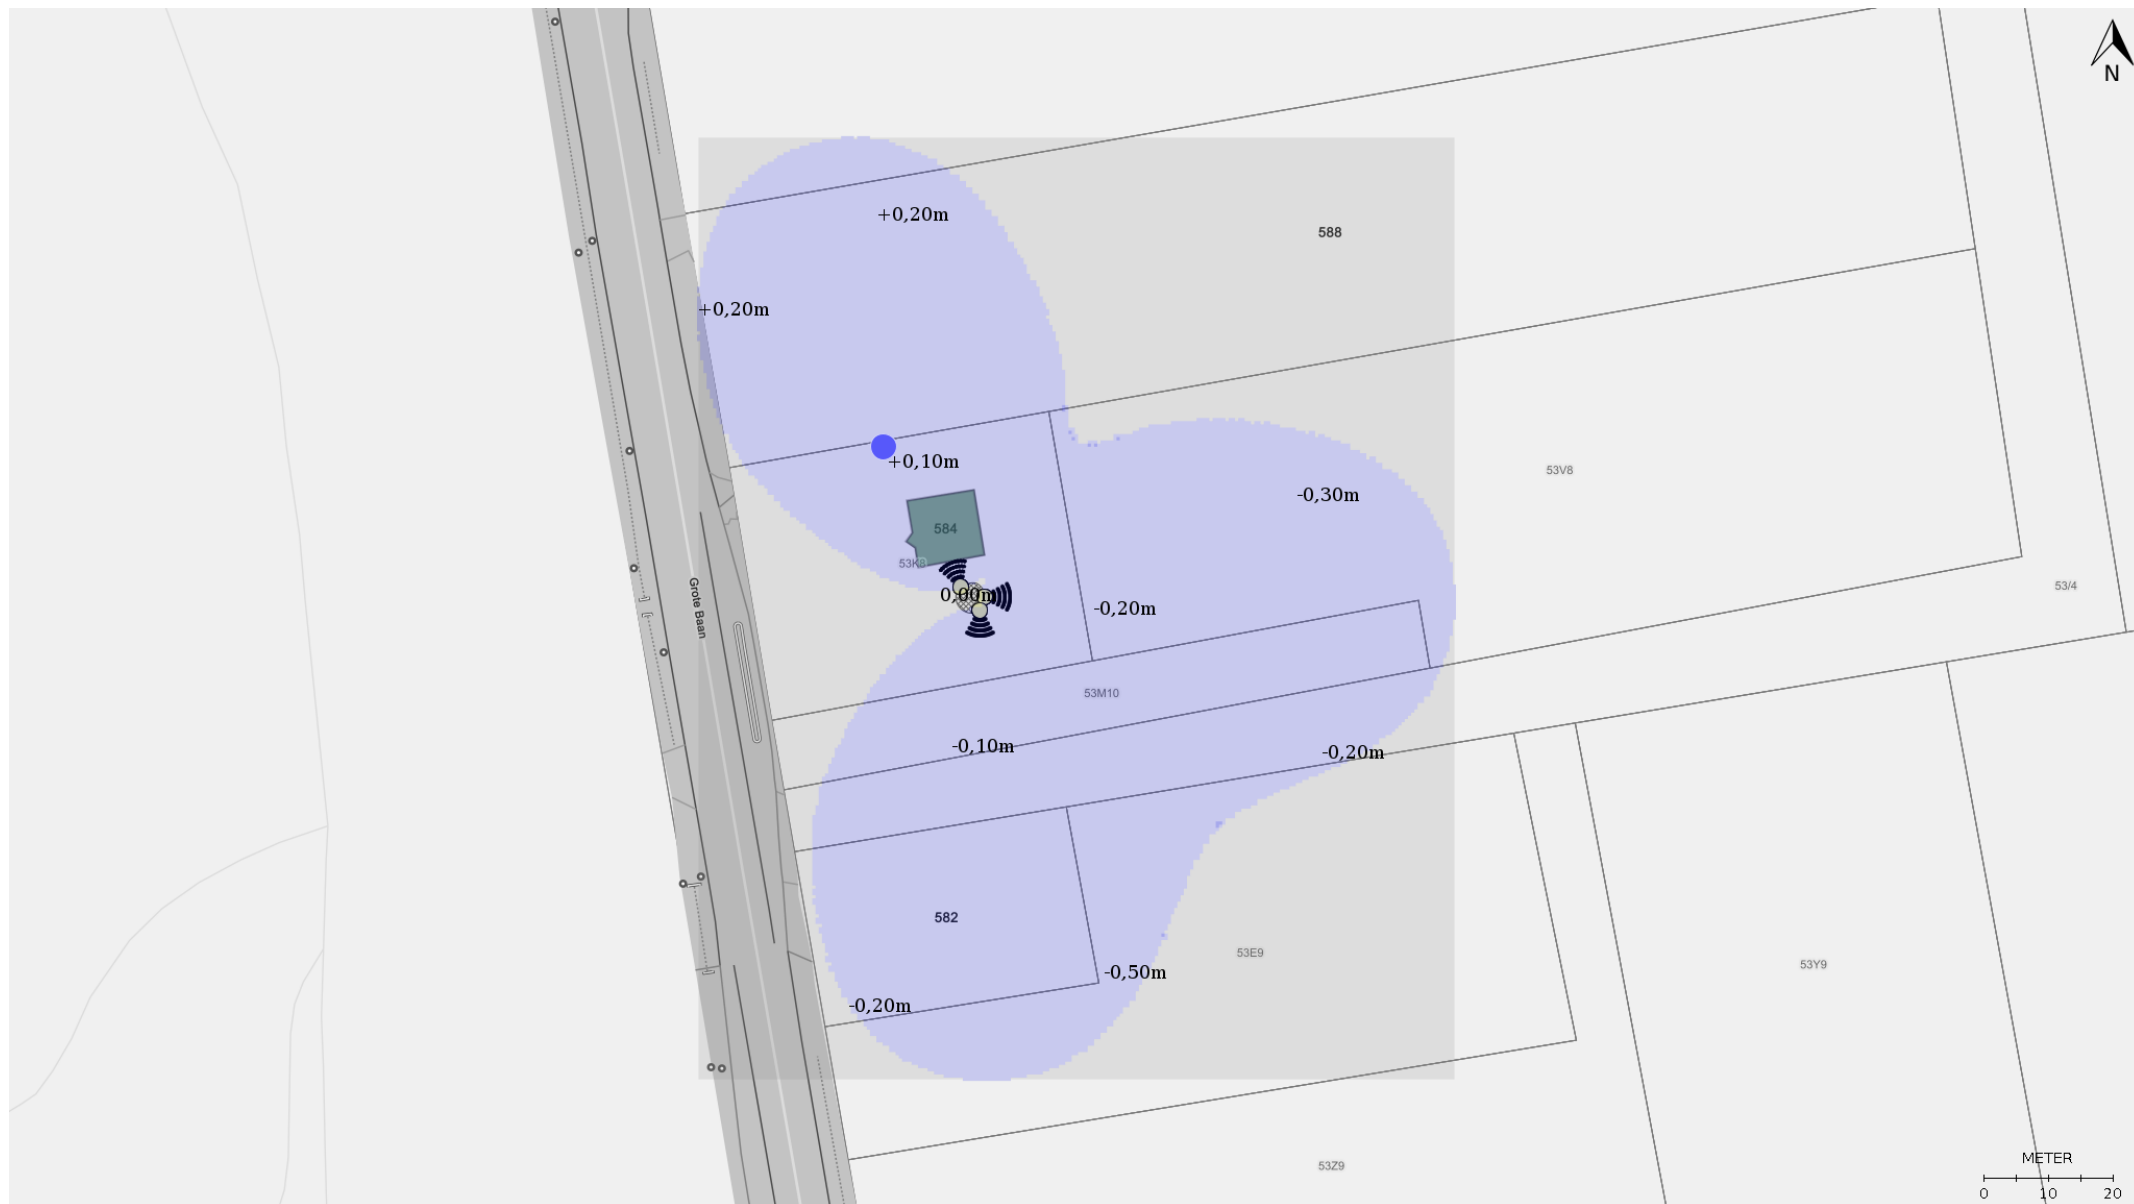 N
+0,20m
588
+0,20m
+0,10m
53V8
-0,30m
584
53K8
0,00m
53/4
-0,20m
Grote Baan
53M10
-0,10m
-0,20m
582
53E9
53Y9
-0,50m
-0,20m
53Z9
METER
0 10 20